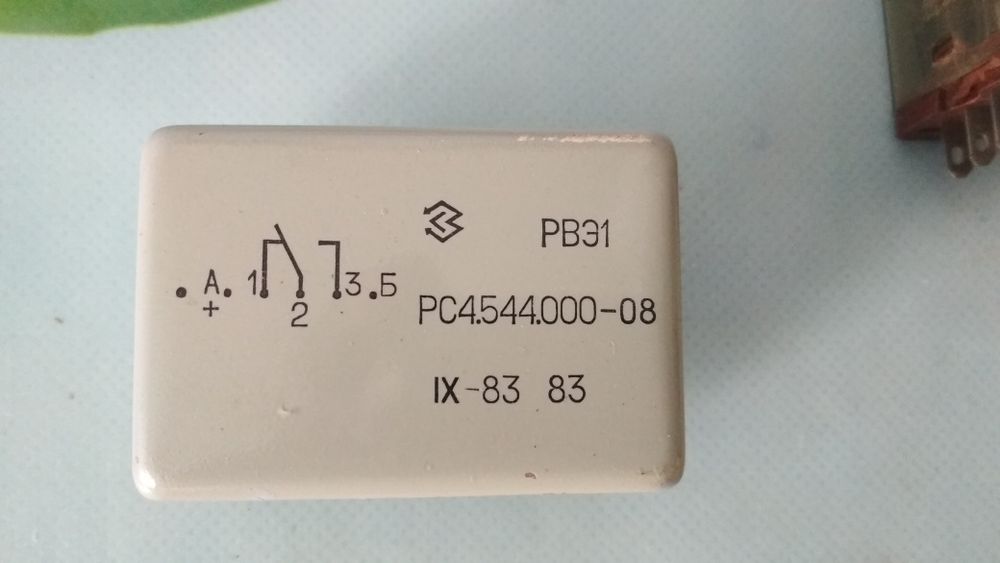 РВЭ1
. А. 1 3 . Б
+ 2
РС4.544.000-08
IX-83 83